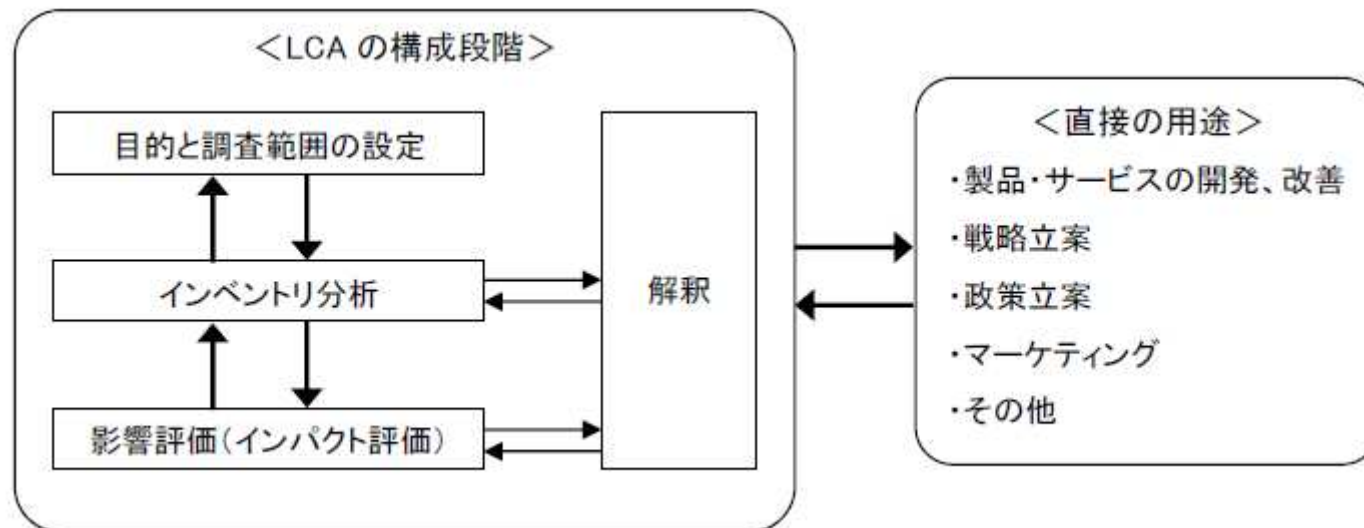 ＜LCA の構成段階＞
目的と調査範囲の設定
インベントリ分析
影響評価(インパクト評価)
解釈
＜直接の用途＞
・製品・サービスの開発、改善
・戦略立案
・政策立案
・マーケティング
・その他